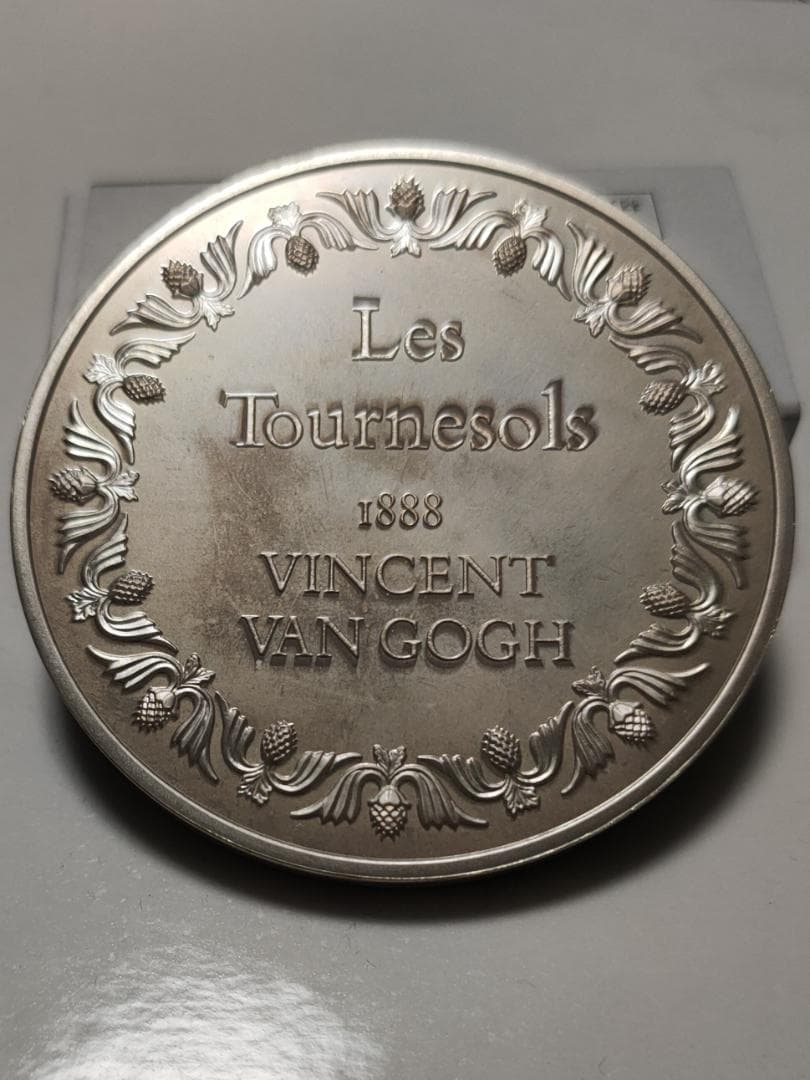 Les
Tournesols
1888
VINCENT
VAN GOGH